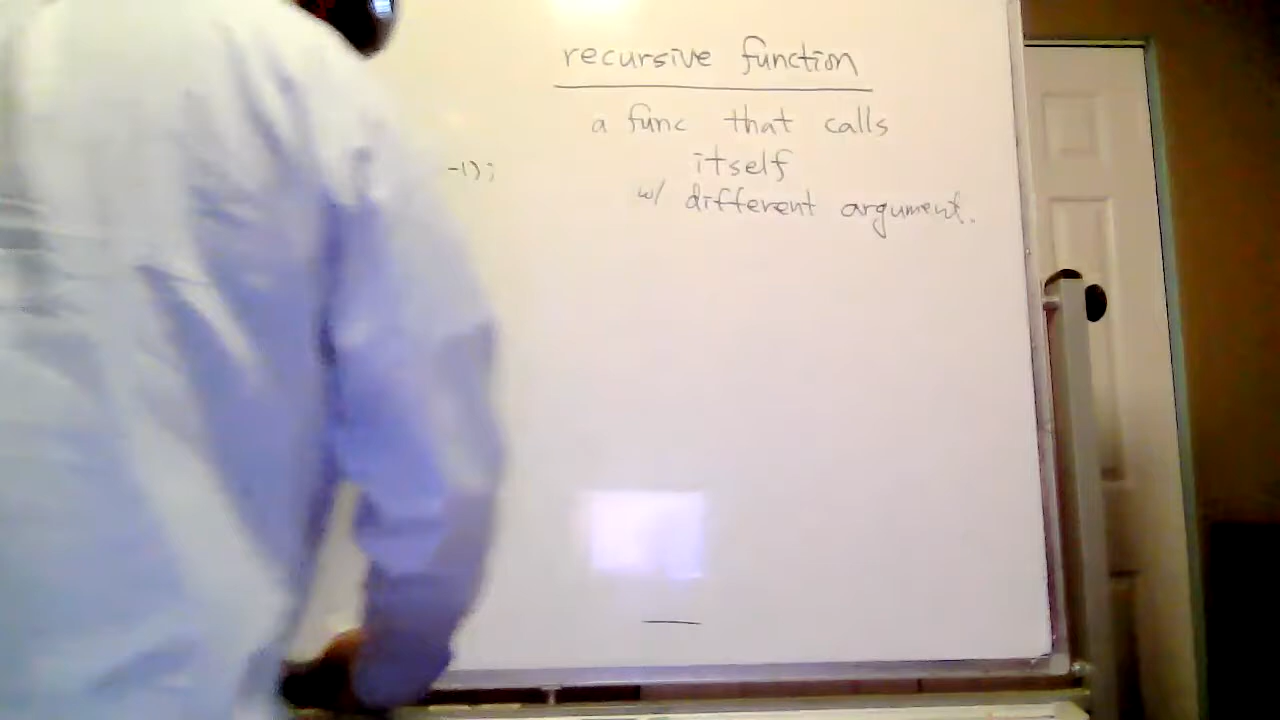 recursive function
a func that calls
-1);
itself
w/ different argument.